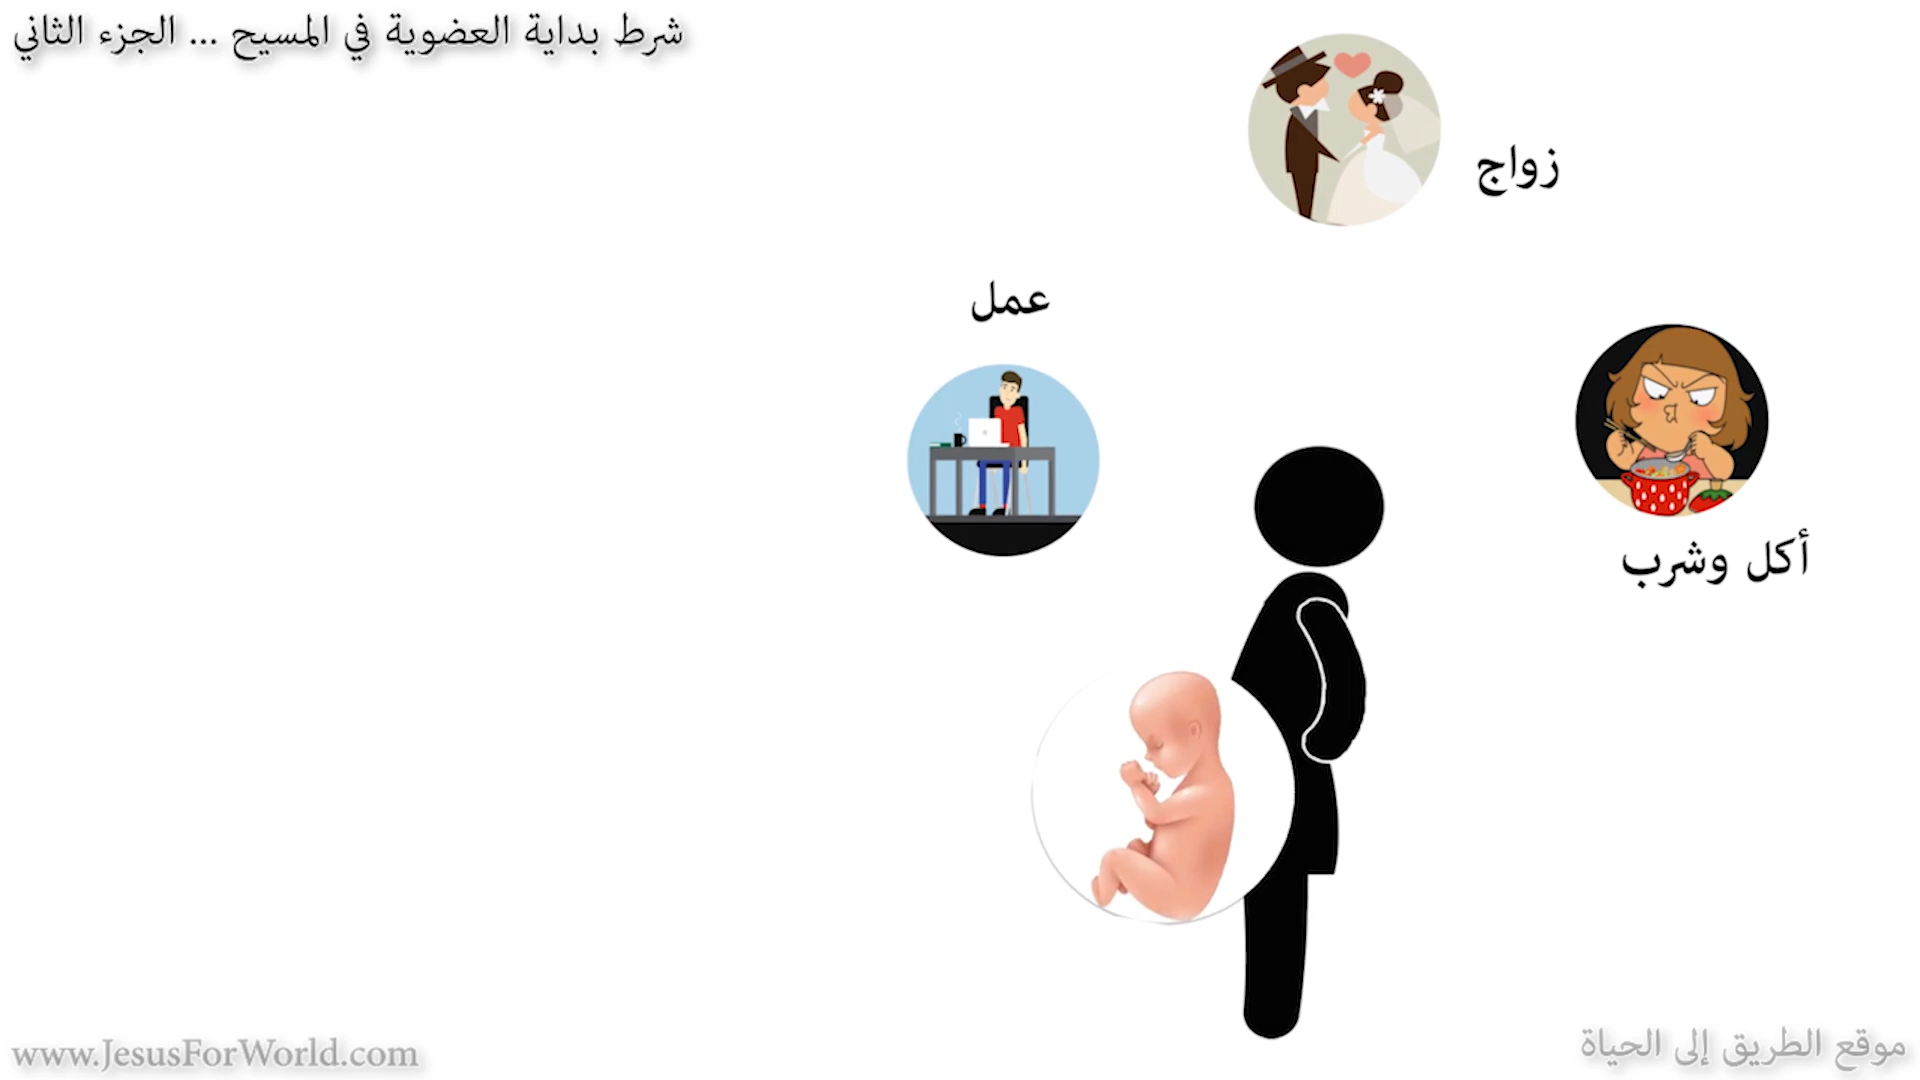 شرط بداية العضوية في المسيح ... الجزء الثاني
زواج
عمل
أكل وشرب
www.JesusForWorld.com
موقع الطريق إلى الحياة